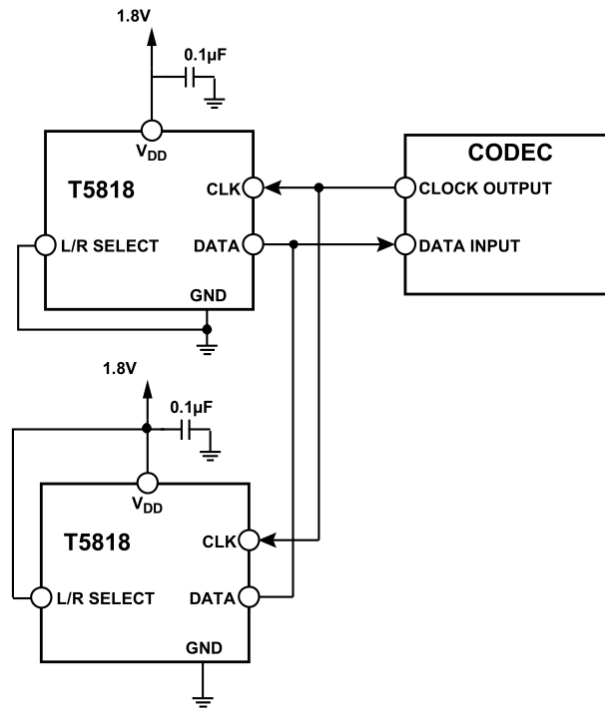 1.8V
0.1µF
VDD
T5818
CLK
L/R SELECT
DATA
GND
CODEC
CLOCK OUTPUT
DATA INPUT
1.8V
0.1µF
VDD
T5818
CLK
L/R SELECT
DATA
GND